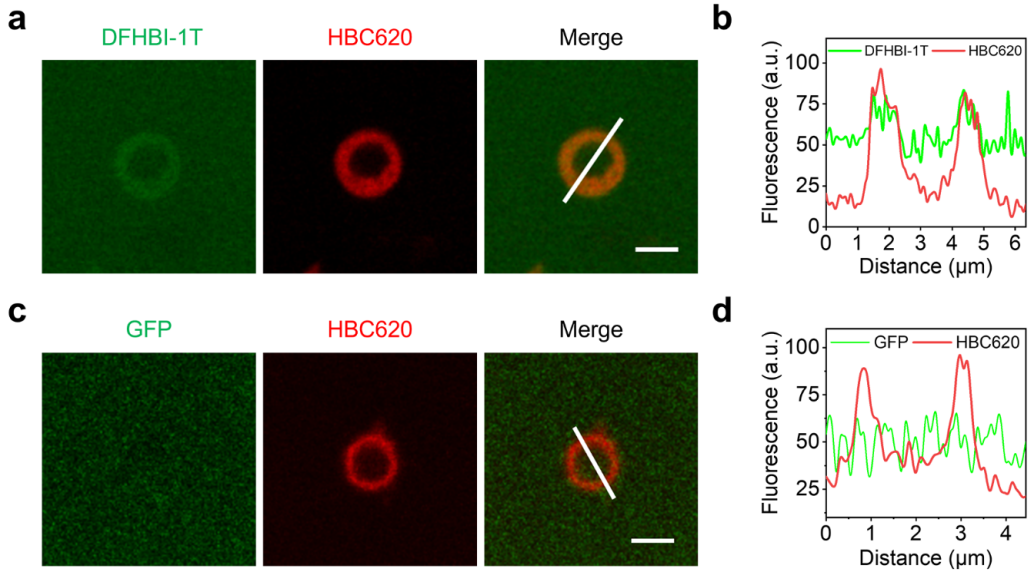 a
DFHBI-1T HBC620 Merge
b
DFHBI-1T HBC620
100
75
50
25
0
Fluorescence (a.u.)
0 1 2 3 4 5 6
Distance (μm)
c
GFP HBC620 Merge
d
GFP HBC620
100
75
50
25
Fluorescence (a.u.)
0 1 2 3 4
Distance (μm)